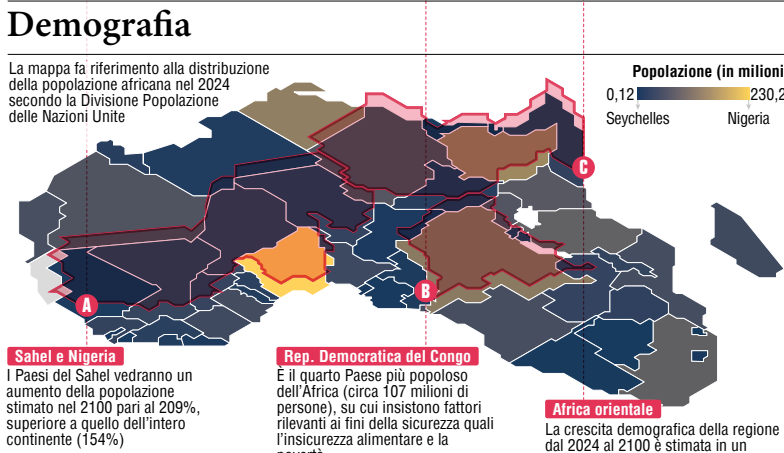 Demografia
La mappa fa riferimento alla distribuzione
della popolazione africana nel 2024
secondo la Divisione Popolazione
delle Nazioni Unite
Popolazione (in milioni
0,12
230,2
Seychelles
Nigeria
C
B
A
Sahel e Nigeria
I Paesi del Sahel vedranno un
aumento della popolazione
stimato nel 2100 pari al 209%,
superiore a quello dell’intero
continente (154%)
Rep. Democratica del Congo
È il quarto Paese più popoloso
dell’Africa (circa 107 milioni di
persone), su cui insistono fattori
rilevanti ai fini della sicurezza quali
l’insicurezza alimentare e la
povertà
Africa orientale
La crescita demografica della regione
dal 2024 al 2100 è stimata in un